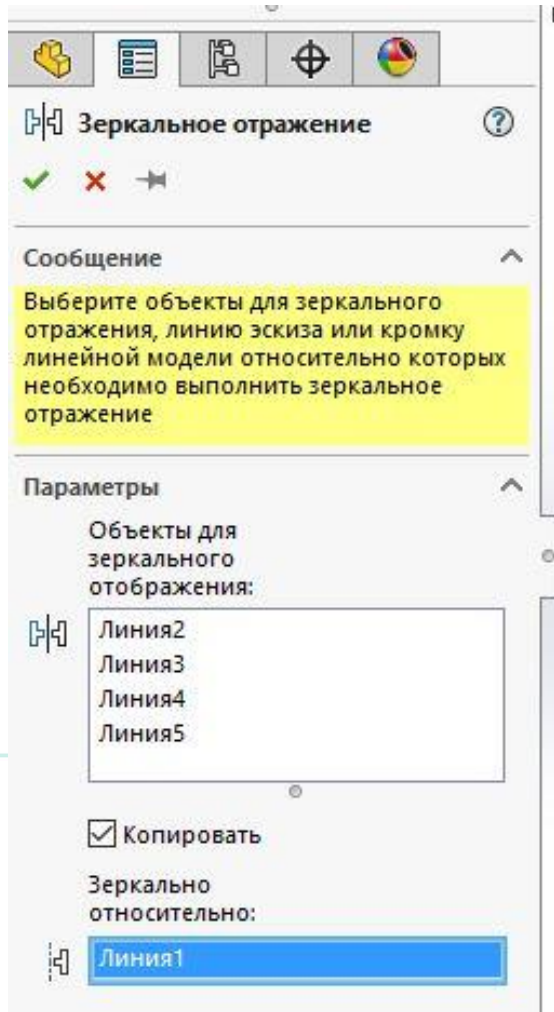 Зеркальное отражение
Сообщение
Выберите объекты для зеркального
отражения, линию эскиза или кромку
линейной модели относительно которых
необходимо выполнить зеркальное
отражение
Параметры
Объекты для
зеркального
отображения:
Линия2
Линия3
Линия4
Линия5
Копировать
Зеркально
относительно:
Линия1